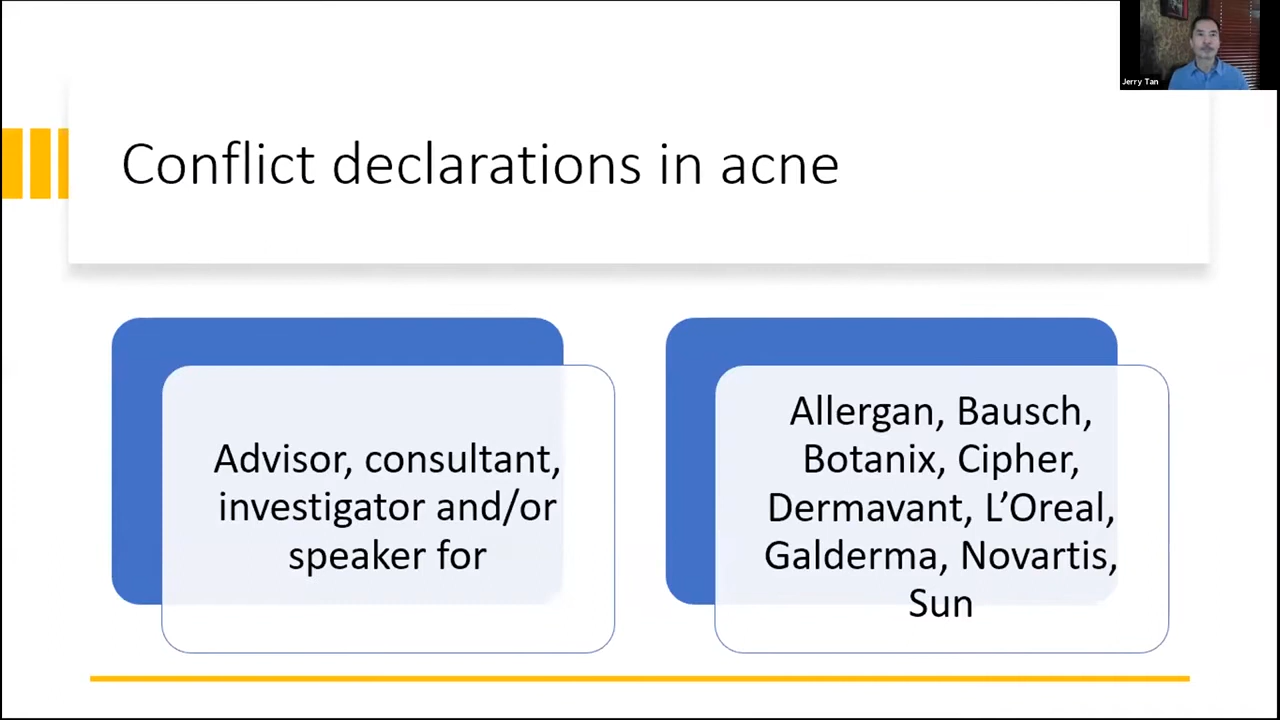 Jerry Tan
Conflict declarations in acne
Advisor, consultant,
investigator and/or
speaker for
Allergan, Bausch,
Botanix, Cipher,
Dermavant, L’Oreal,
Galderma, Novartis,
Sun